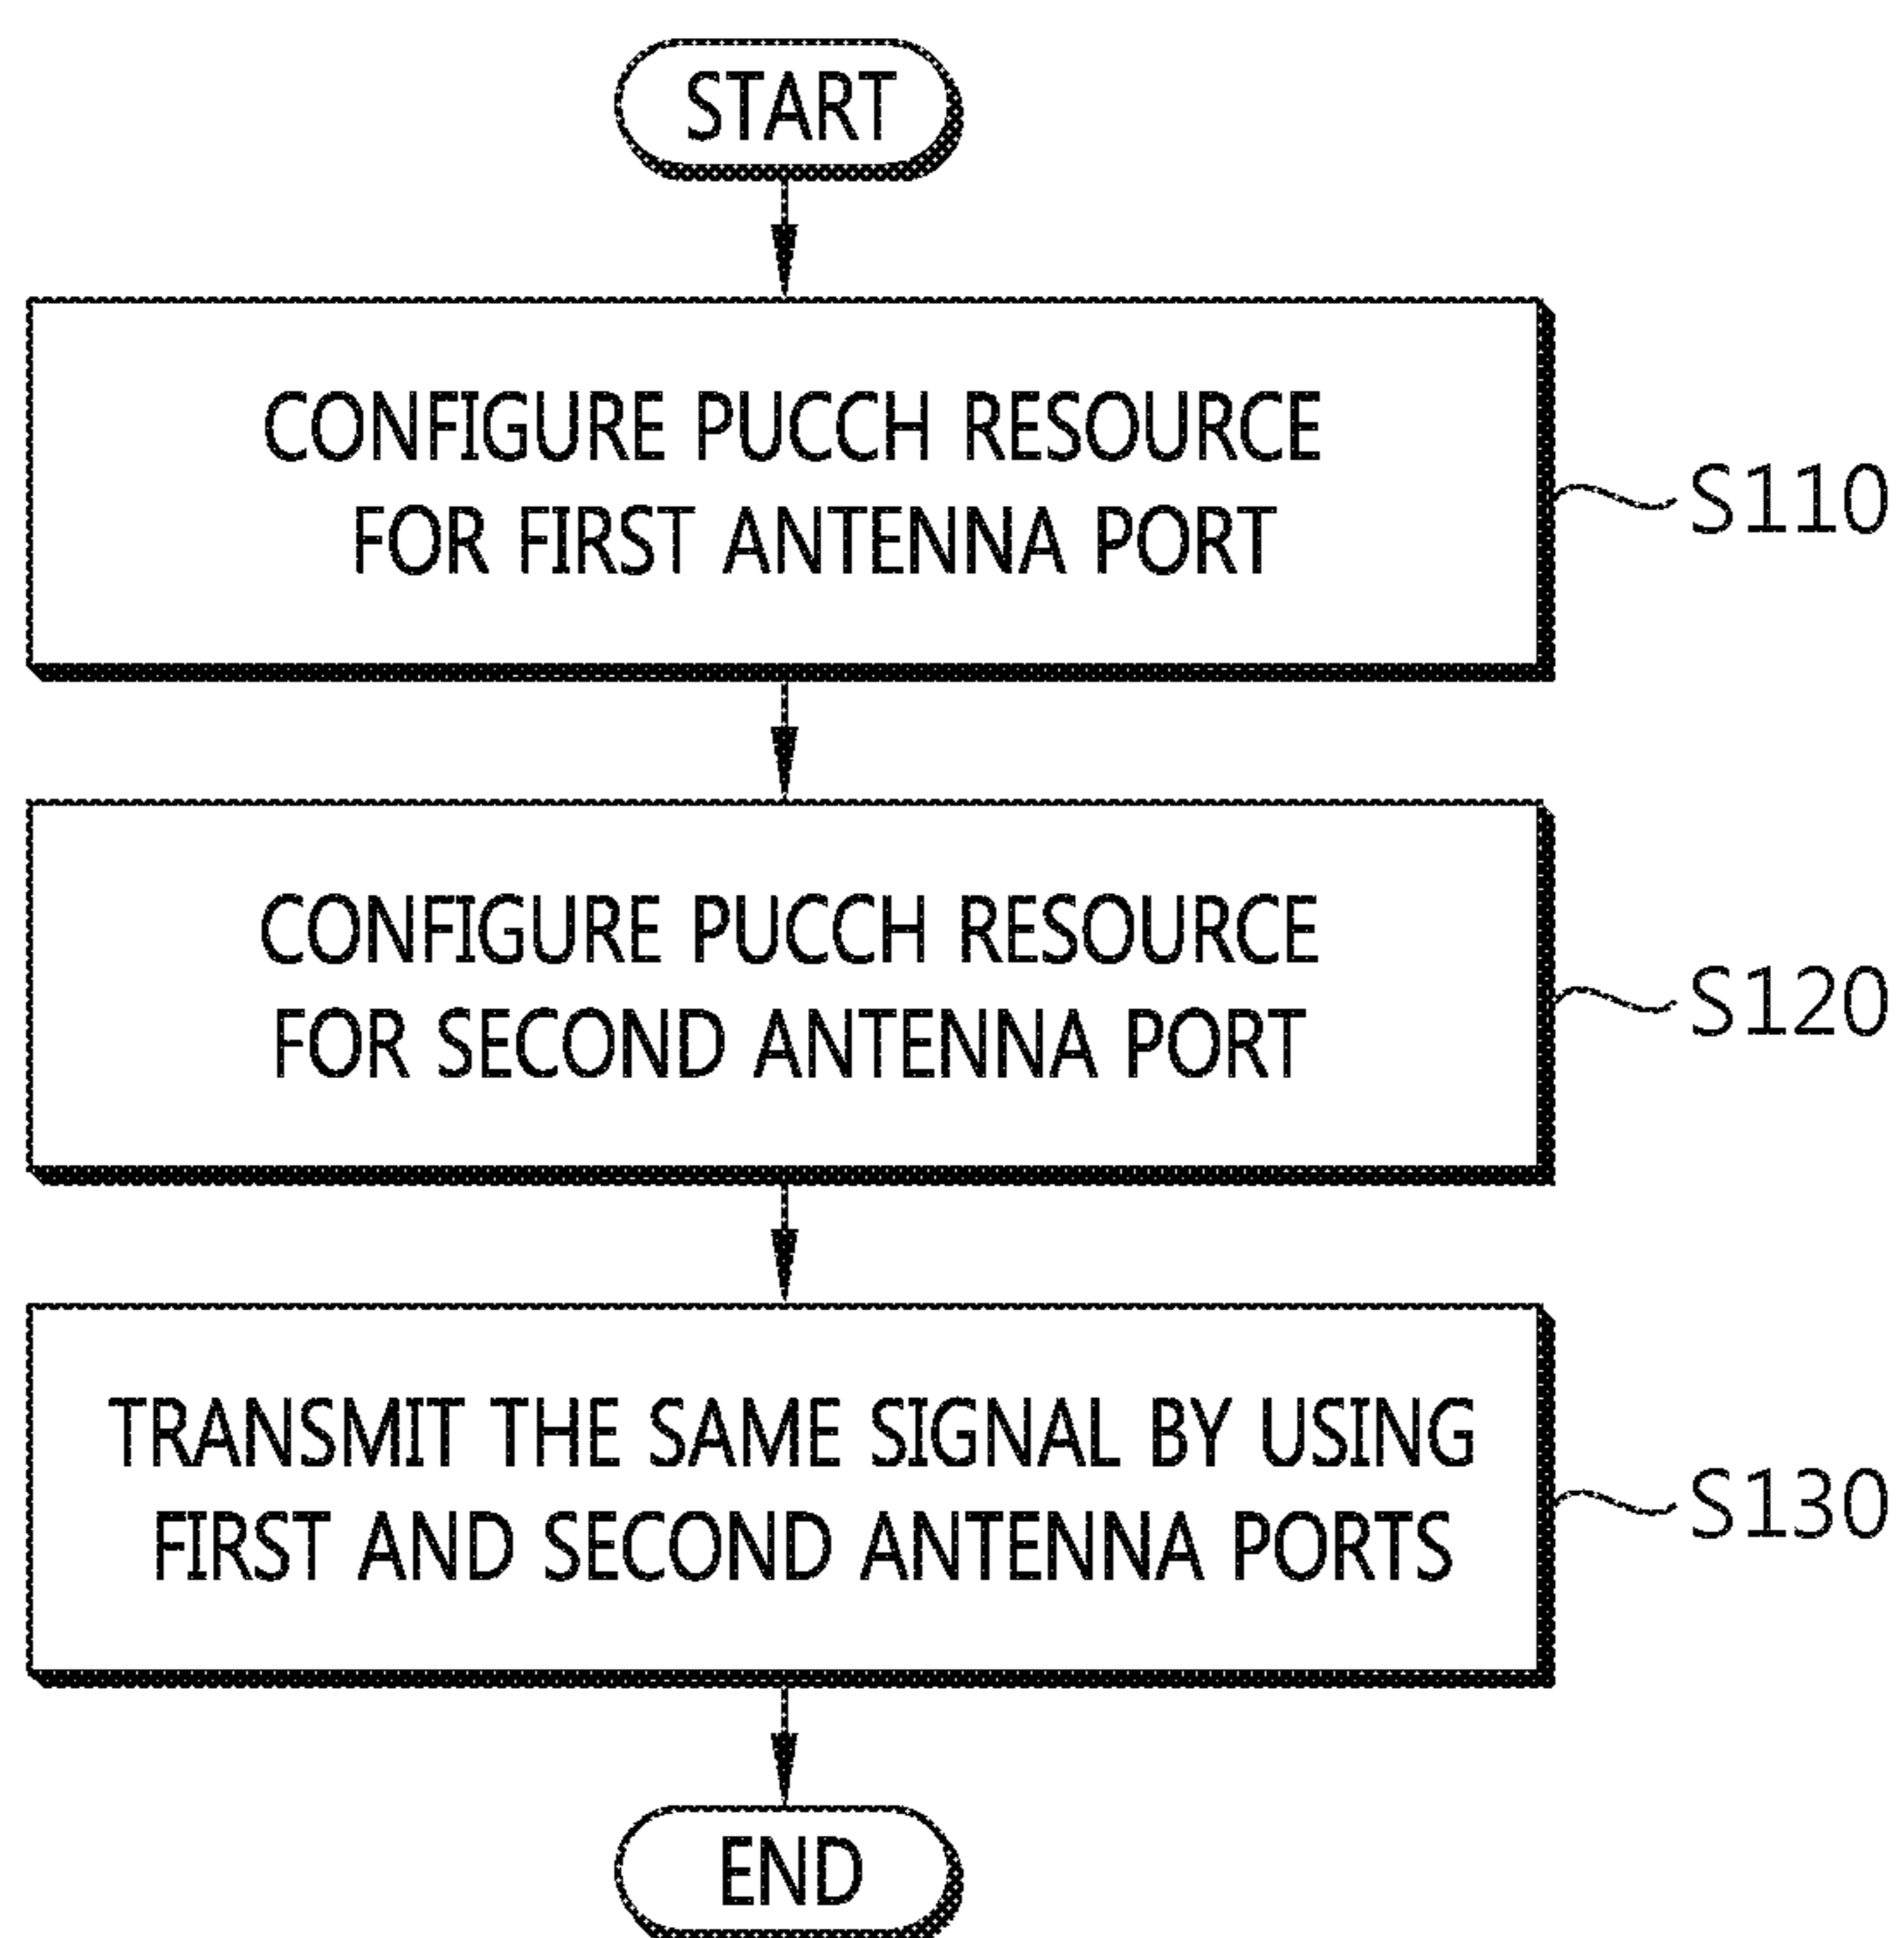 START
CONFIGURE PUCCH RESOURCE
FOR FIRST ANTENNA PORT
S110
CONFIGURE PUCCH RESOURCE
FOR SECOND ANTENNA PORT
S120
TRANSMIT THE SAME SIGNAL BY USING
FIRST AND SECOND ANTENNA PORTS
S130
END